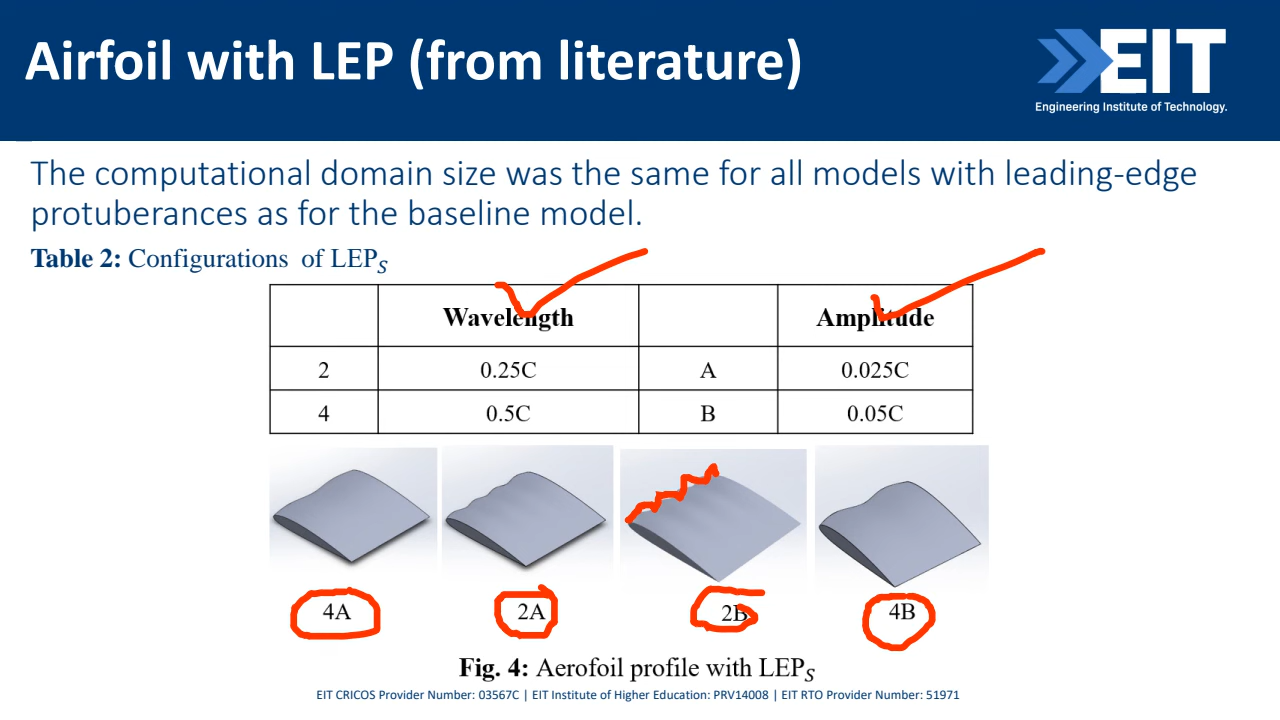 Airfoil with LEP (from literature)
EIT
Engineering Institute of Technology.
The computational domain size was the same for all models with leading-edge
protuberances as for the baseline model.
Table 2: Configurations of LEPS
Wavelength Amplitude
2 0.25C A 0.025C
4 0.5C B 0.05C
4A 2A 2B 4B
Fig. 4: Aerofoil profile with LEPS
EIT CRICOS Provider Number: 03567C | EIT Institute of Higher Education: PRV14008 | EIT RTO Provider Number: 51971